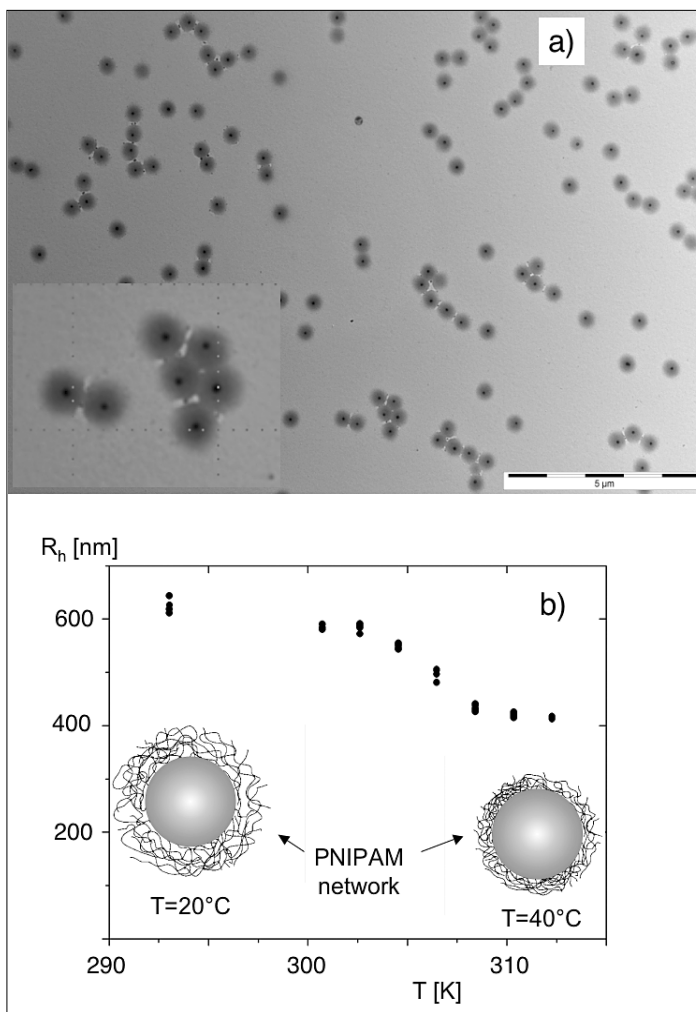 a)
5 µm
R_h [nm]
b)
600
400
200
PNIPAM
network
T=20°C
T=40°C
290
300
310
T [K]